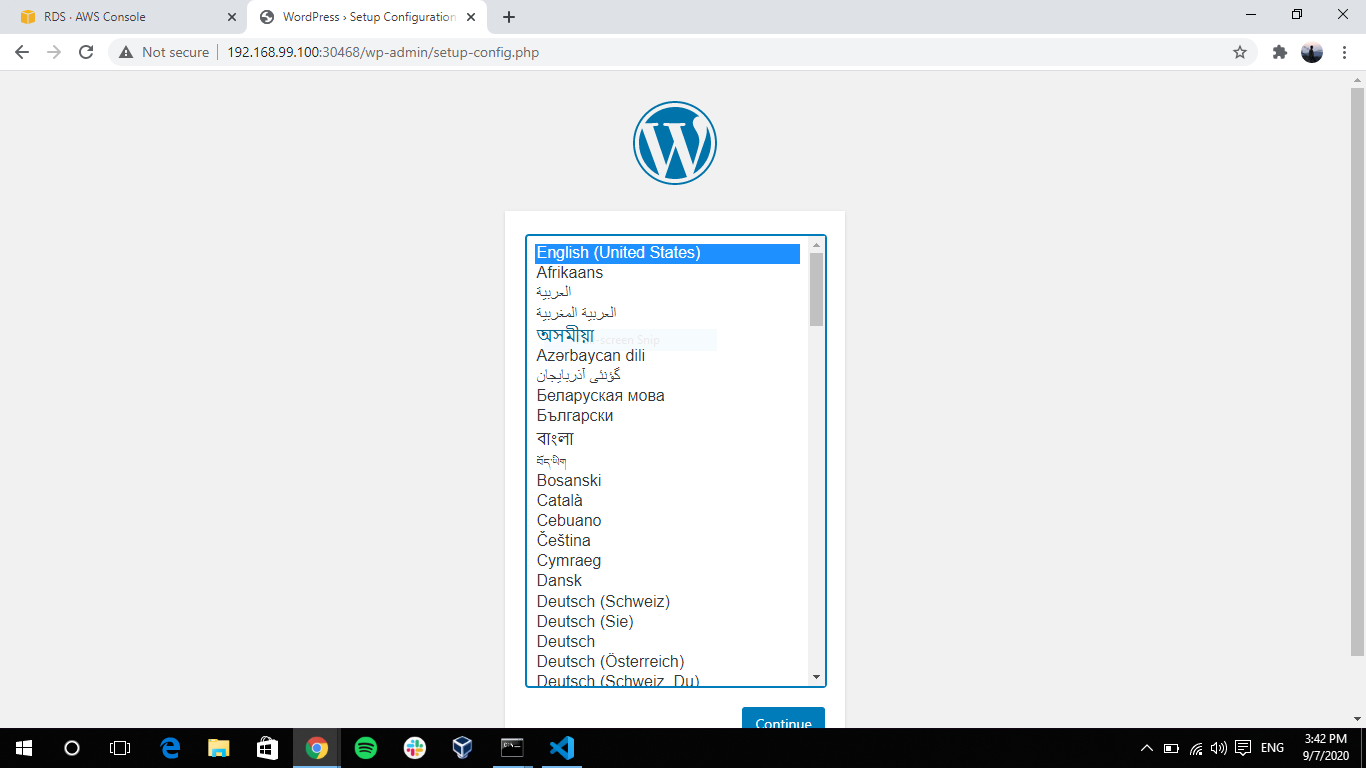 RDS · AWS Console
WordPress › Setup Configuration
Not secure
192.168.99.100:30468/wp-admin/setup-config.php
English (United States)
Afrikaans
العربية
العربية المغربية
অসমীয়া
-screen Snip
Azərbaycan dili
گؤنئی آذربایجان
Беларуская мова
Български
বাংলা
བོད་ཡིག
Bosanski
Català
Cebuano
Čeština
Cymraeg
Dansk
Deutsch (Schweiz)
Deutsch (Sie)
Deutsch
Deutsch (Österreich)
Deutsch (Schweiz, Du)
Continue
ENG
3:42 PM
9/7/2020